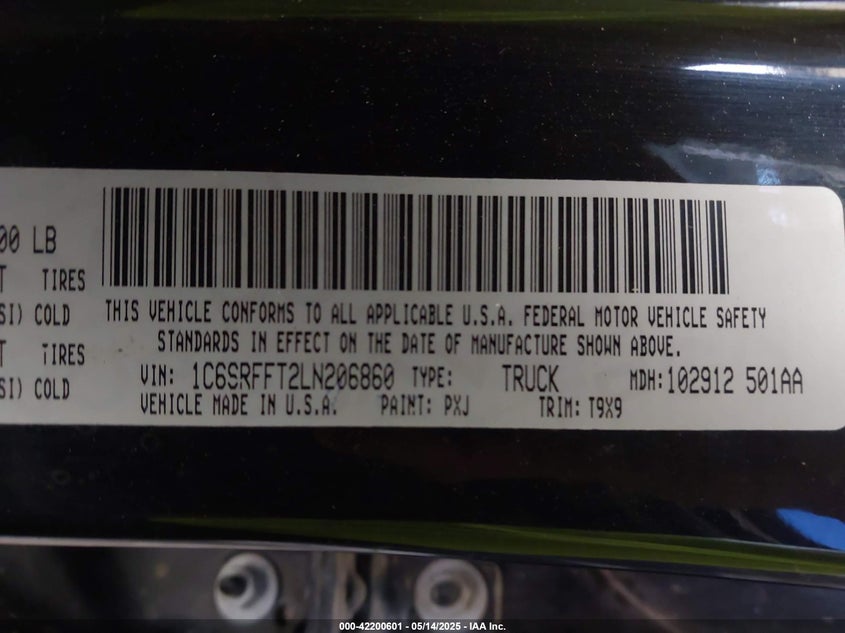 00 LB
T TIRES
SI) COLD
T TIRES
SI) COLD
THIS VEHICLE CONFORMS TO ALL APPLICABLE U.S.A. FEDERAL MOTOR VEHICLE SAFETY
STANDARDS IN EFFECT ON THE DATE OF MANUFACTURE SHOWN ABOVE.
VIN: 1C6SRFFT2LN206860 TYPE: TRUCK MDH: 102912 501AA
VEHICLE MADE IN U.S.A. PAINT: PXJ TRIM: T9X9
000-42200601 - 05/14/2025 - IAA Inc.